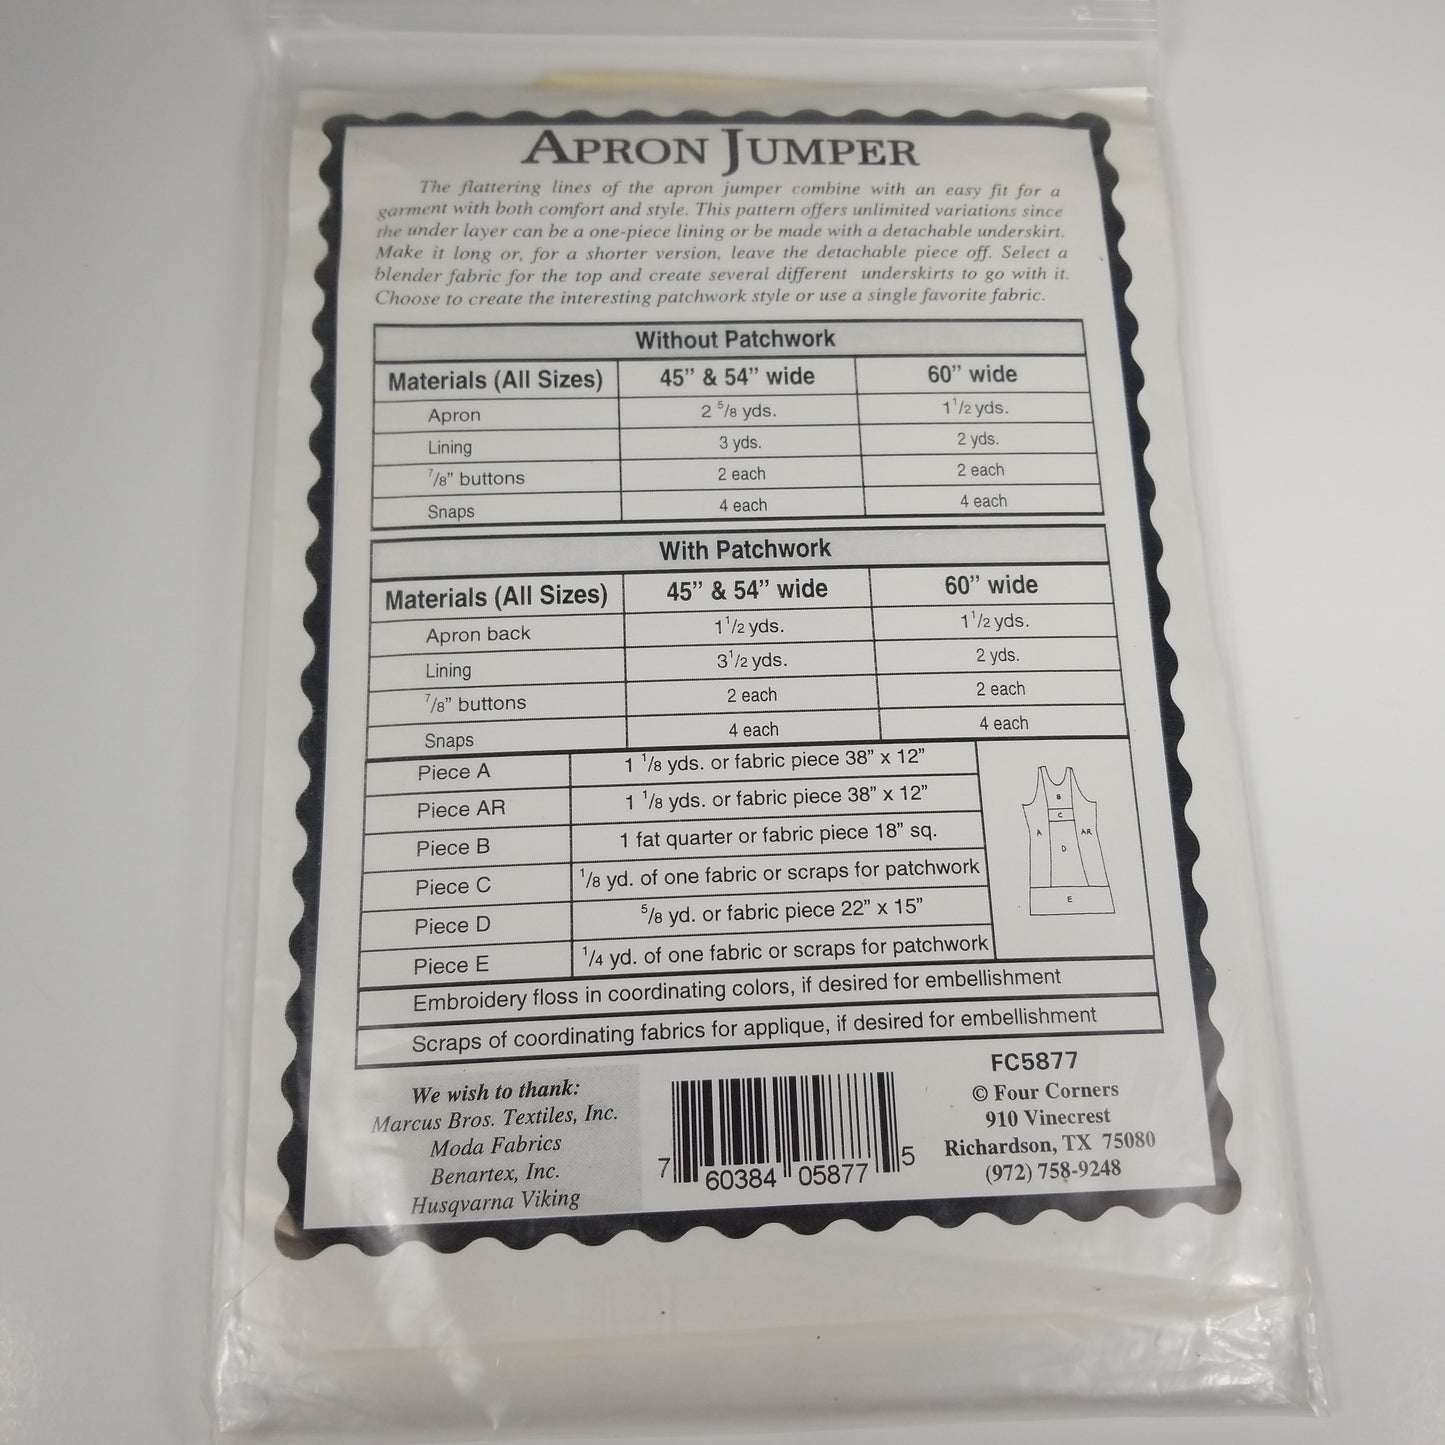 APRON JUMPER
The flattering lines of the apron jumper combine with an easy fit for a
garment with both comfort and style. This pattern offers unlimited variations since
the under layer can be a one-piece lining or be made with a detachable underskirt.
Make it long or, for a shorter version, leave the detachable piece off. Select a
blender fabric for the top and create several different underskirts to go with it.
Choose to create the interesting patchwork style or use a single favorite fabric.
Without Patchwork
Materials (All Sizes) 45” & 54” wide 60” wide
Apron 2 5/8 yds. 1 1/2 yds.
Lining 3 yds. 2 yds.
7/8” buttons 2 each 2 each
Snaps 4 each 4 each
With Patchwork
Materials (All Sizes) 45” & 54” wide 60” wide
Apron back 1 1/2 yds. 1 1/2 yds.
Lining 3 1/2 yds. 2 yds.
7/8” buttons 2 each 2 each
Snaps 4 each 4 each
Piece A 1 1/8 yds. or fabric piece 38” x 12”
Piece AR 1 1/8 yds. or fabric piece 38” x 12”
Piece B 1 fat quarter or fabric piece 18” sq.
Piece C 1/8 yd. of one fabric or scraps for patchwork
Piece D 5/8 yd. or fabric piece 22” x 15”
Piece E 1/4 yd. of one fabric or scraps for patchwork
B
C
A D AR
E
Embroidery floss in coordinating colors, if desired for embellishment
Scraps of coordinating fabrics for applique, if desired for embellishment
We wish to thank:
Marcus Bros. Textiles, Inc.
Moda Fabrics
Benartex, Inc.
Husqvarna Viking
7 60384 05877 5
FC5877
© Four Corners
910 Vinecrest
Richardson, TX 75080
(972) 758-9248